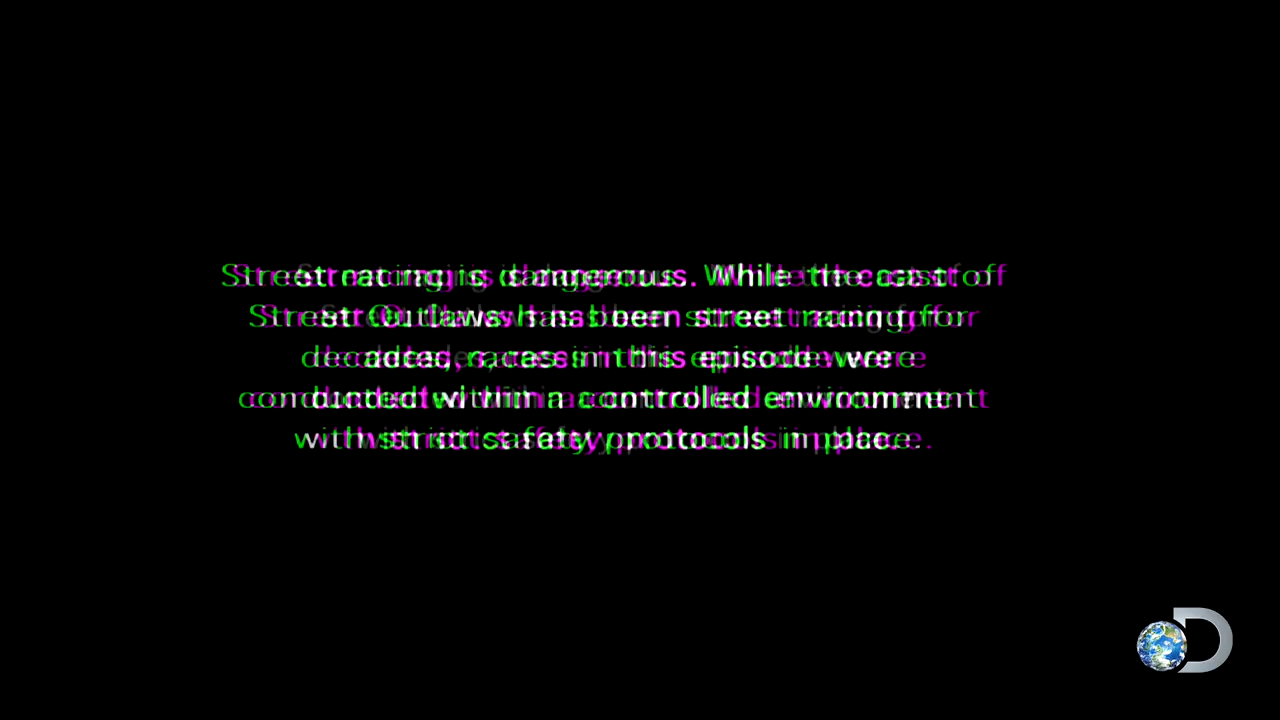 Street racing is dangerous. While the cast of
Street Outlaws has been street racing for
decades, races in this episode were
conducted within a controlled environment
with strict safety protocols in place.
D